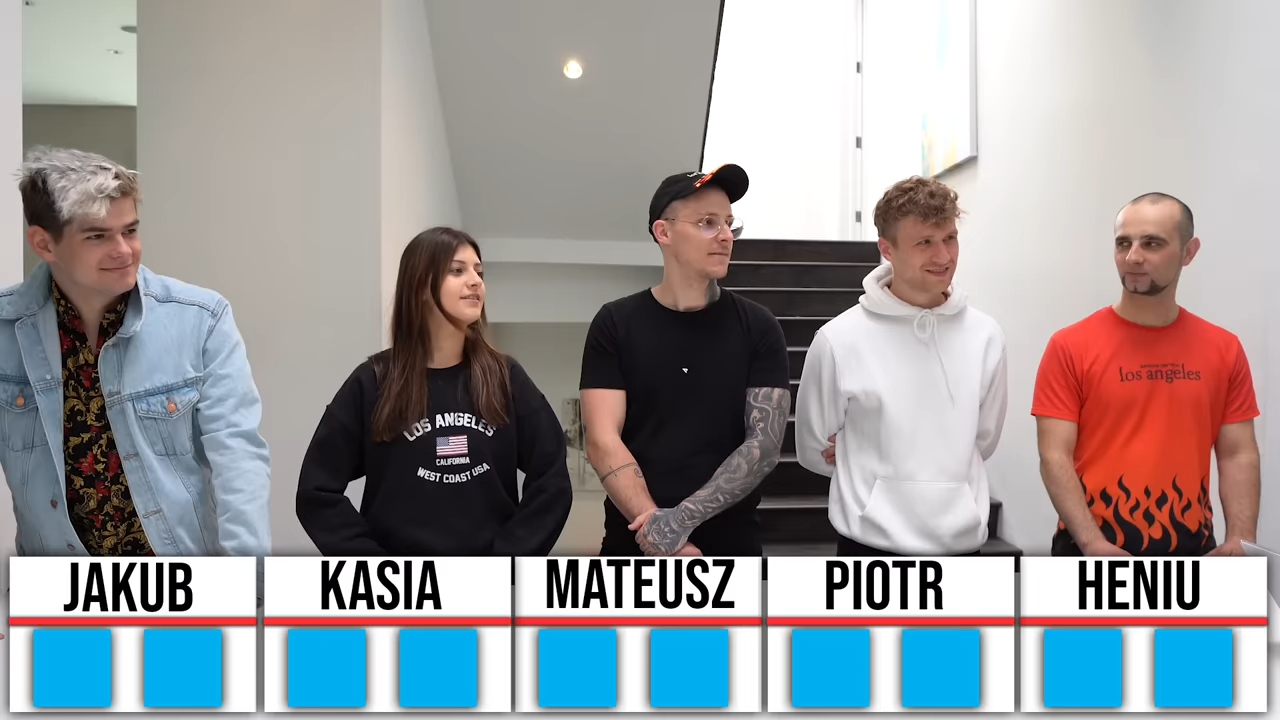 LOS ANGELES
CALIFORNIA
WEST COAST USA
los angeles
JAKUB
KASIA
MATEUSZ
PIOTR
HENIU